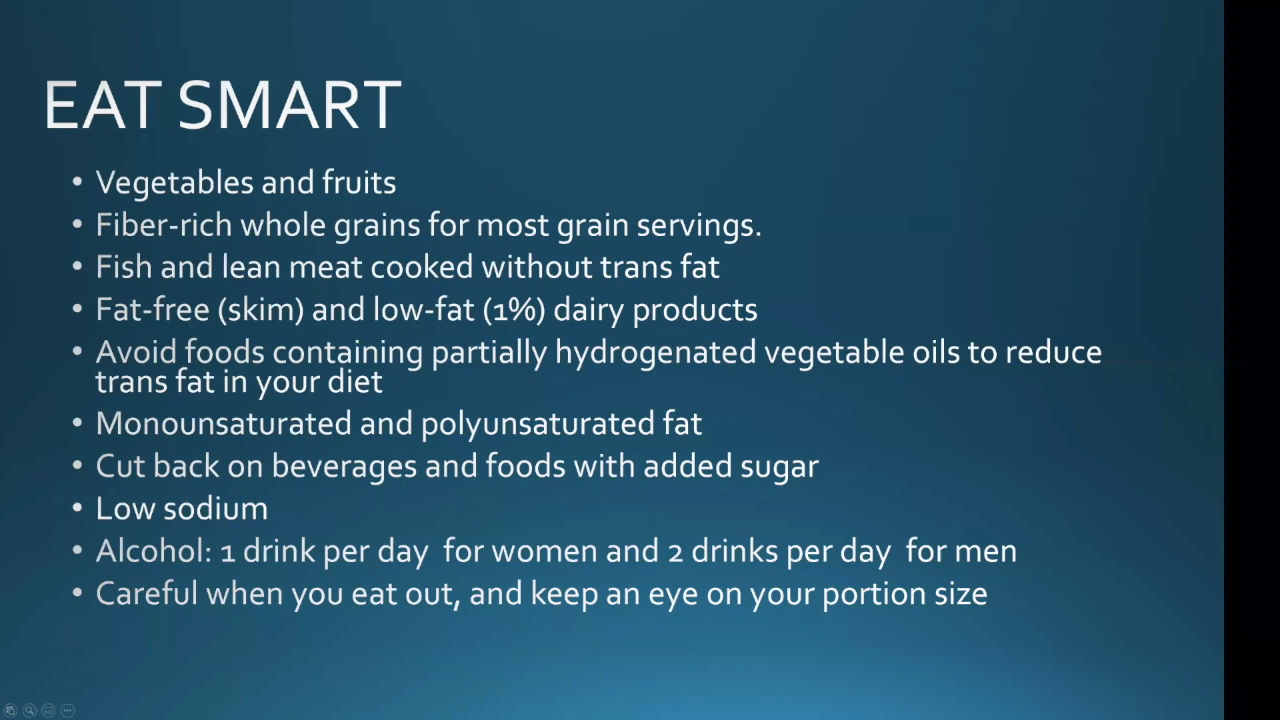 EAT SMART
• Vegetables and fruits
• Fiber-rich whole grains for most grain servings.
• Fish and lean meat cooked without trans fat
• Fat-free (skim) and low-fat (1%) dairy products
• Avoid foods containing partially hydrogenated vegetable oils to reduce
trans fat in your diet
• Monounsaturated and polyunsaturated fat
• Cut back on beverages and foods with added sugar
• Low sodium
• Alcohol: 1 drink per day  for women and 2 drinks per day  for men
• Careful when you eat out, and keep an eye on your portion size